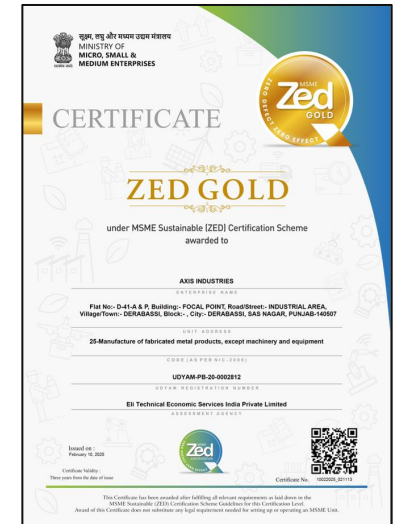 सूक्ष्म, लघु और मध्यम उद्यम मंत्रालय
MINISTRY OF
MICRO, SMALL &
MEDIUM ENTERPRISES
MSME
Zed
GOLD
ZERO DEFECT ZERO EFFECT
CERTIFICATE
ZED GOLD
under MSME Sustainable (ZED) Certification Scheme
awarded to
AXIS INDUSTRIES
ENTERPRISE NAME
Flat No:- D-41-A & P, Building:- FOCAL POINT, Road/Street:- INDUSTRIAL AREA,
Village/Town:- DERABASSI, Block:- , City:- DERABASSI, SAS NAGAR, PUNJAB-140507
UNIT ADDRESS
25-Manufacture of fabricated metal products, except machinery and equipment
CODE (AS PER NIC-2008)
UDYAM-PB-20-0002812
UDYAM REGISTRATION NUMBER
Eli Technical Economic Services India Private Limited
ASSESSMENT AGENCY
Issued on :
February 10, 2025
Certificate Validity :
Three years from the date of issue
Zed
Certificate No. 10022025_021113
This Certificate has been awarded after fulfilling all relevant requirements as laid down in the
MSME Sustainable (ZED) Certification Scheme Guidelines for this Certification Level.
Award of this Certificate does not substitute any legal requirement needed for setting up or operating an MSME Unit.